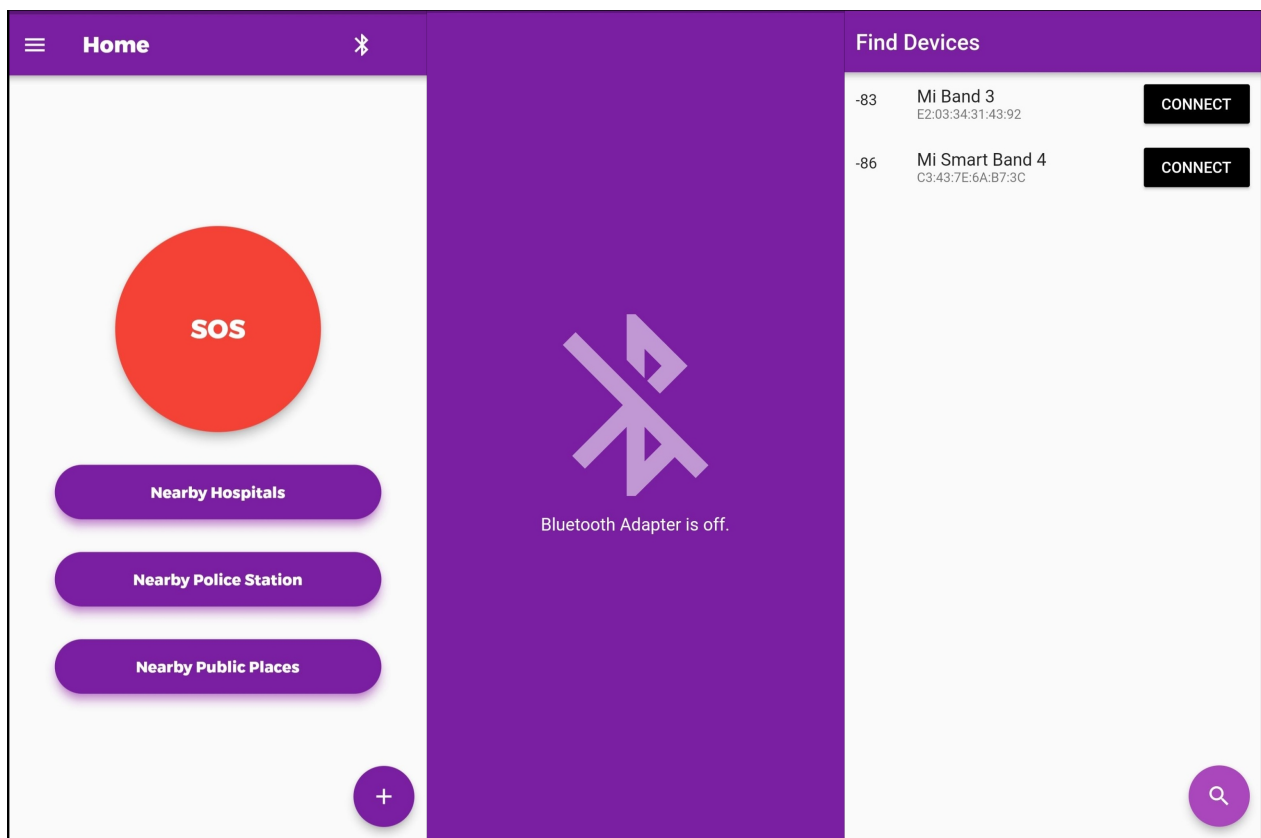 Home
SOS
Nearby Hospitals
Nearby Police Station
Nearby Public Places
+
Bluetooth Adapter is off.
Find Devices
-83 Mi Band 3 CONNECT
E2:03:34:31:43:92
-86 Mi Smart Band 4 CONNECT
C3:43:7E:6A:B7:3C